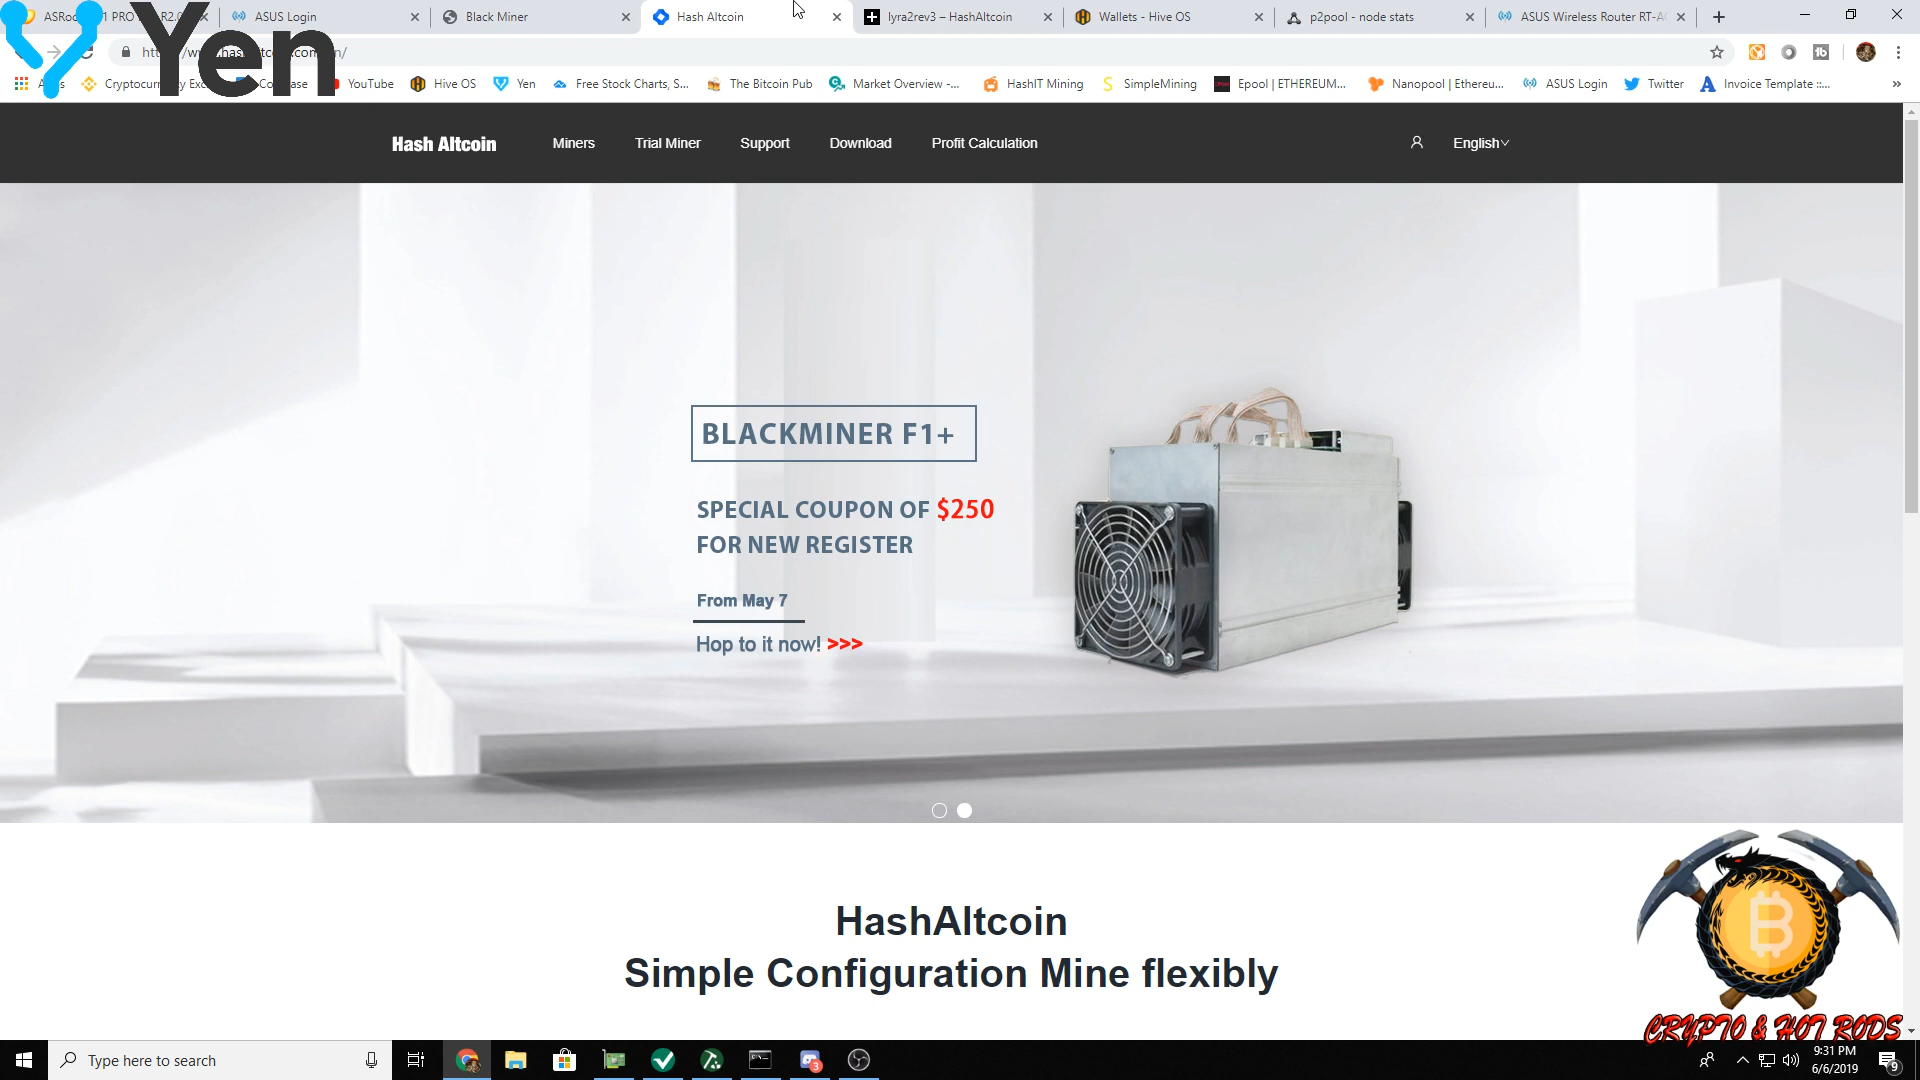 ASUS Login
Black Miner
Hash Altcoin
lyra2rev3 – HashAltcoin
Wallets - Hive OS
p2pool - node stats
ASUS Wireless Router RT-AC
Yen
YouTube
Hive OS
Yen
Free Stock Charts, S...
The Bitcoin Pub
Market Overview -...
HashIT Mining
SimpleMining
Epool | ETHEREUM...
Nanopool | Ethereu...
ASUS Login
Twitter
Invoice Template ::...
»
Hash Altcoin
Miners
Trial Miner
Support
Download
Profit Calculation
English
BLACKMINER F1+
SPECIAL COUPON OF $250
FOR NEW REGISTER
From May 7
Hop to it now! >>>
HashAltcoin
Simple Configuration Mine flexibly
CRYPTO & HOT RODS
Type here to search
3
9:31 PM
6/6/2019
9